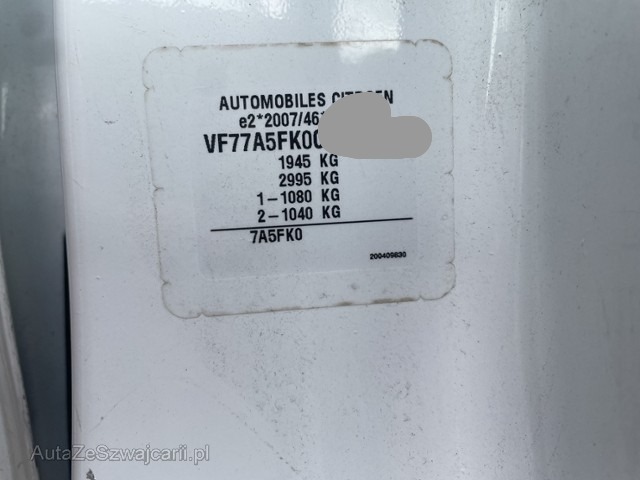 AUTOMOBILES CITROEN
e2*2007/46
VF77A5FK0
1945 KG
2995 KG
1-1080 KG
2-1040 KG
7A5FK0
200409830
AutaZeSzwajcarii.pl